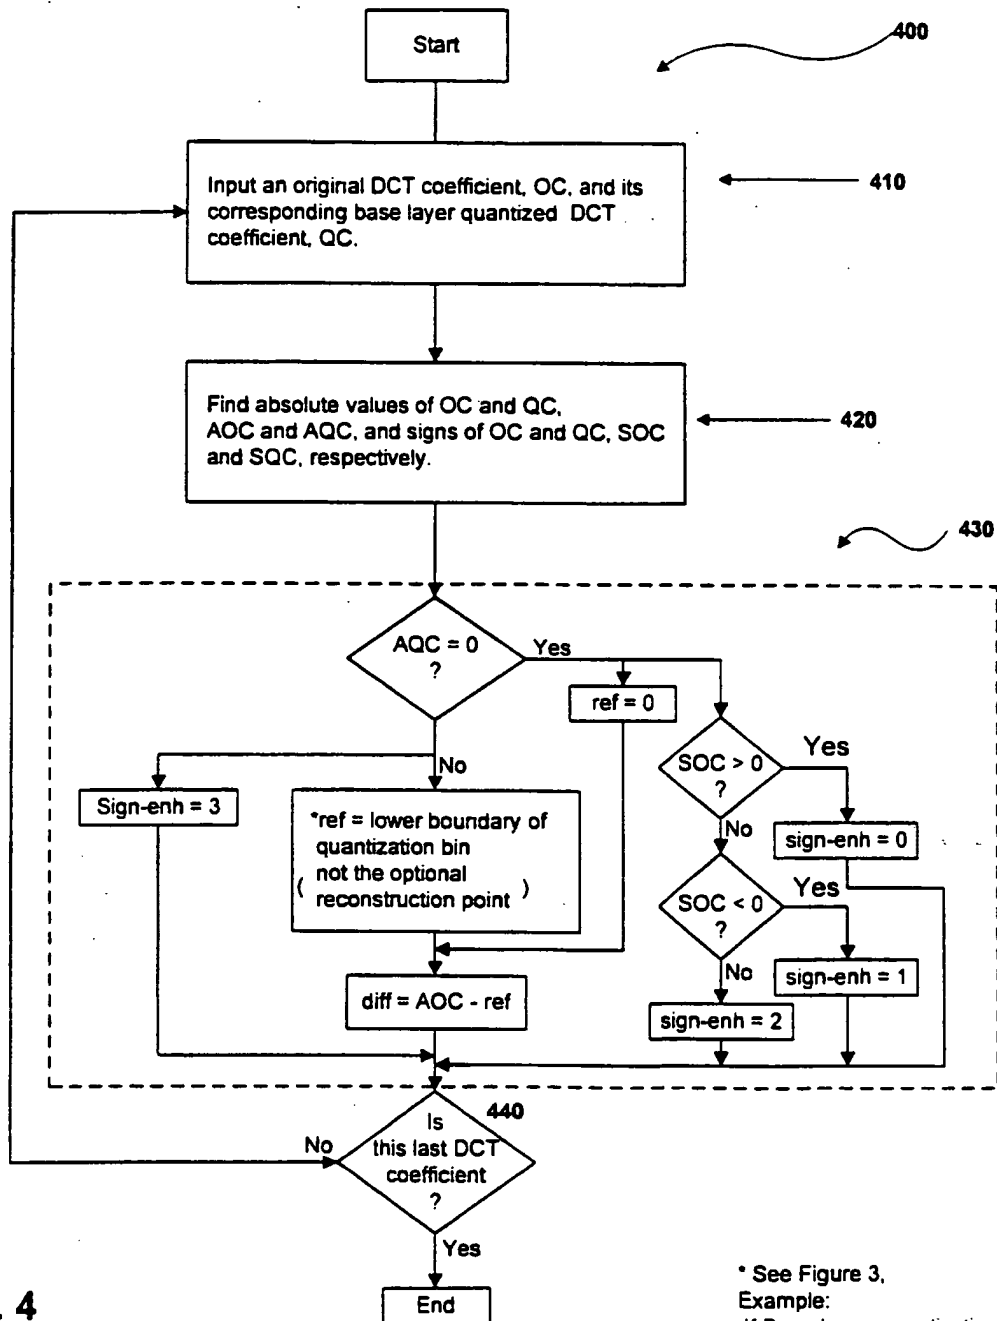 Start
400
Input an original DCT coefficient, OC, and its
corresponding base layer quantized DCT
coefficient, QC.
410
Find absolute values of OC and QC,
AOC and AQC, and signs of OC and QC, SOC
and SQC, respectively.
420
430
AQC = 0
?
Yes
ref = 0
No
Sign-enh = 3
*ref = lower boundary of
quantization bin
( not the optional
reconstruction point )
SOC > 0
?
Yes
No
sign-enh = 0
SOC < 0
?
Yes
No
sign-enh = 1
sign-enh = 2
diff = AOC - ref
440
Is
this last DCT
coefficient
?
No
Yes
End
. 4
* See Figure 3,
Example: